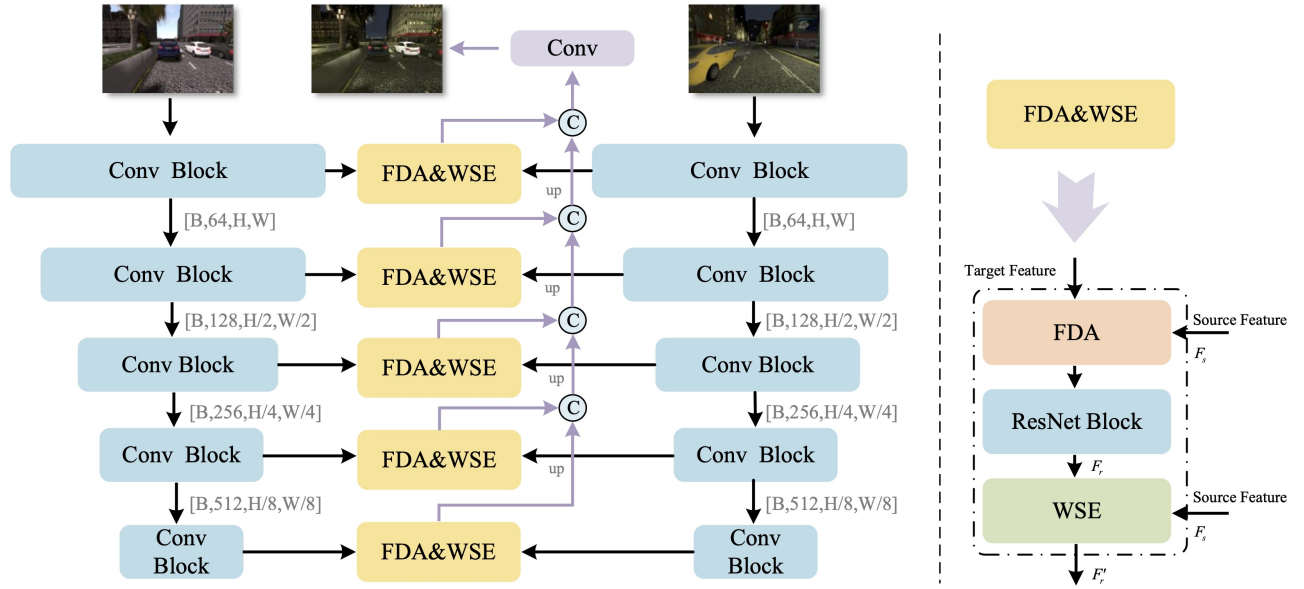 Conv
C
Conv Block
FDA&WSE
up
Conv Block
[B,64,H,W]
C
[B,64,H,W]
Conv Block
FDA&WSE
up
Conv Block
[B,128,H/2,W/2]
C
[B,128,H/2,W/2]
Conv Block
FDA&WSE
up
Conv Block
[B,256,H/4,W/4]
C
[B,256,H/4,W/4]
Conv Block
FDA&WSE
up
Conv Block
[B,512,H/8,W/8]
[B,512,H/8,W/8]
Conv
Block
FDA&WSE
Conv
Block
FDA&WSE
Target Feature
FDA
Source Feature
Fs
ResNet Block
Fr
WSE
Source Feature
Fs
F′r